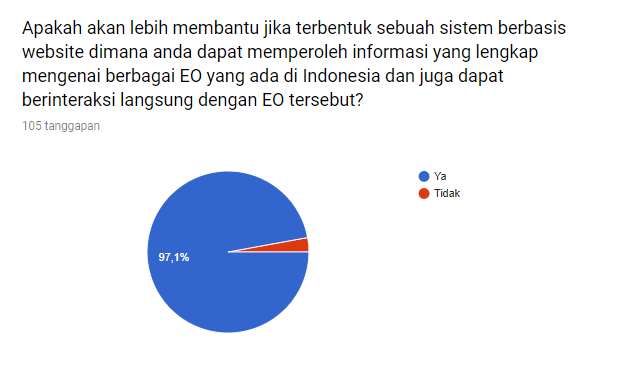 Apakah akan lebih membantu jika terbentuk sebuah sistem berbasis
website dimana anda dapat memperoleh informasi yang lengkap
mengenai berbagai EO yang ada di Indonesia dan juga dapat
berinteraksi langsung dengan EO tersebut?
105 tanggapan
Ya
Tidak
97,1%